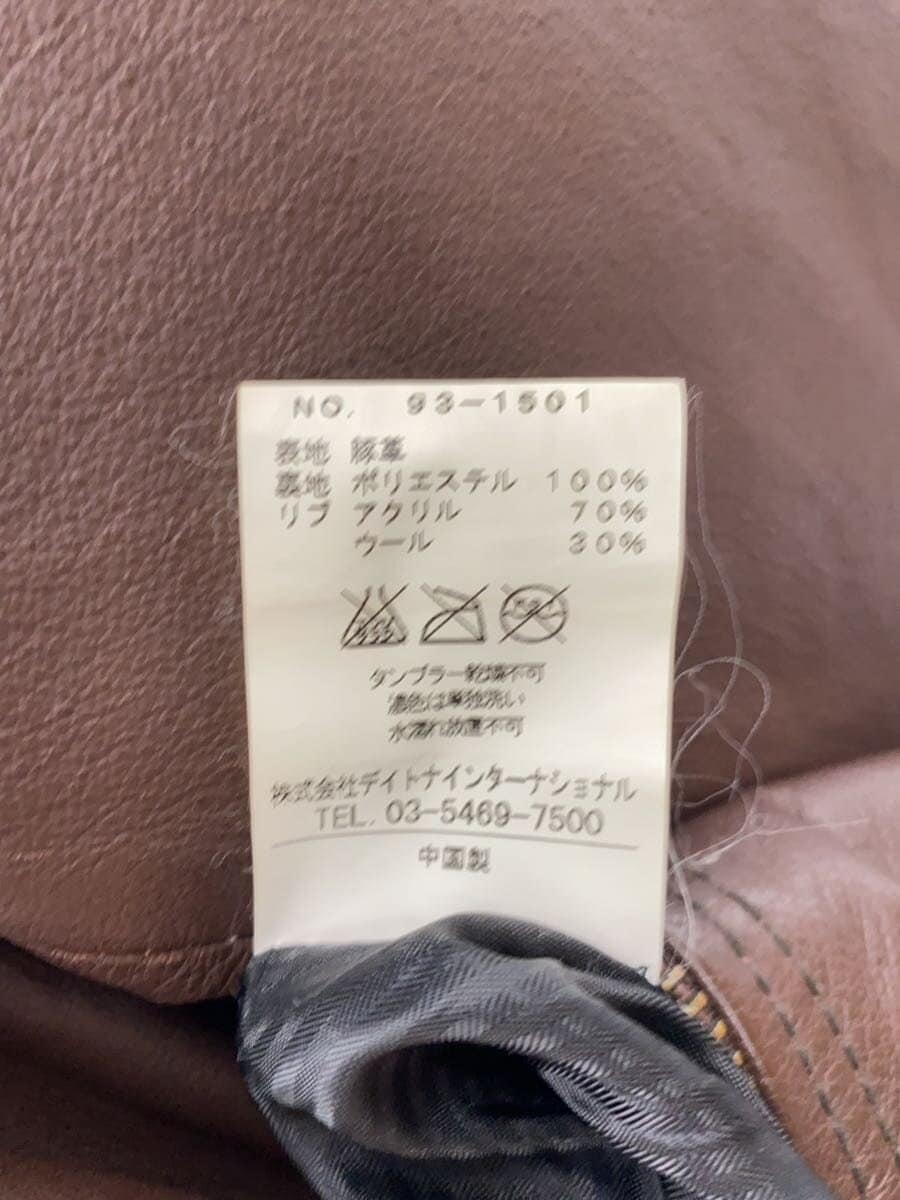 NO. 93-1501
表地 豚革
裏地 ポリエステル 100%
リブ アクリル 70%
ウール 30%
タンブラー乾燥不可
濃色は単独洗い
水濡れ放置不可
株式会社デイトナインターナショナル
TEL. 03-5469-7500
中国製